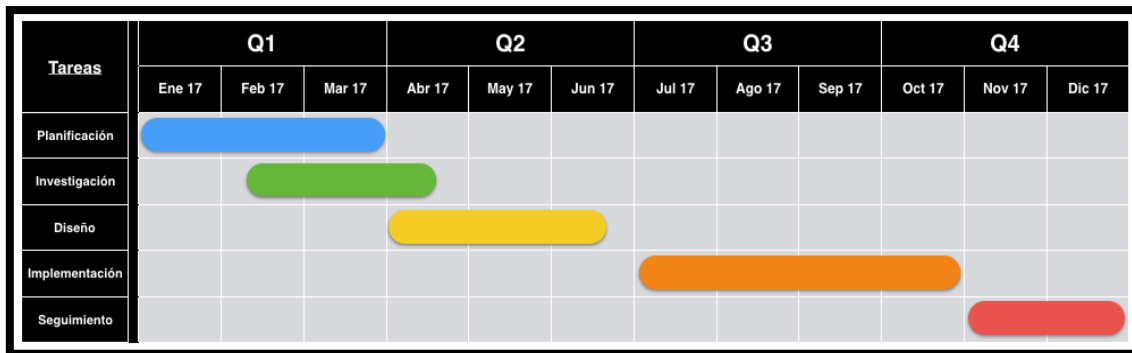 Tareas
Q1 Q2 Q3 Q4
Ene 17 Feb 17 Mar 17 Abr 17 May 17 Jun 17 Jul 17 Ago 17 Sep 17 Oct 17 Nov 17 Dic 17
Planificación
Investigación
Diseño
Implementación
Seguimiento